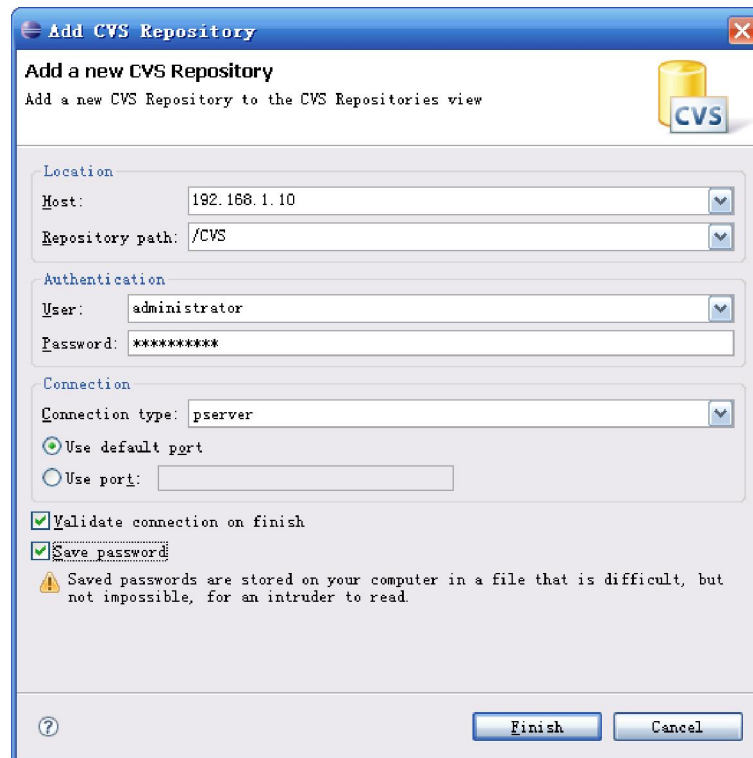 Add CVS Repository
Add a new CVS Repository
Add a new CVS Repository to the CVS Repositories view
CVS
Location
Host: 192.168.1.10
Repository path: /CVS
Authentication
User: administrator
Password: **********
Connection
Connection type: pserver
Use default port
Use port:
Validate connection on finish
Save password
Saved passwords are stored on your computer in a file that is difficult, but
not impossible, for an intruder to read.
?
Finish Cancel